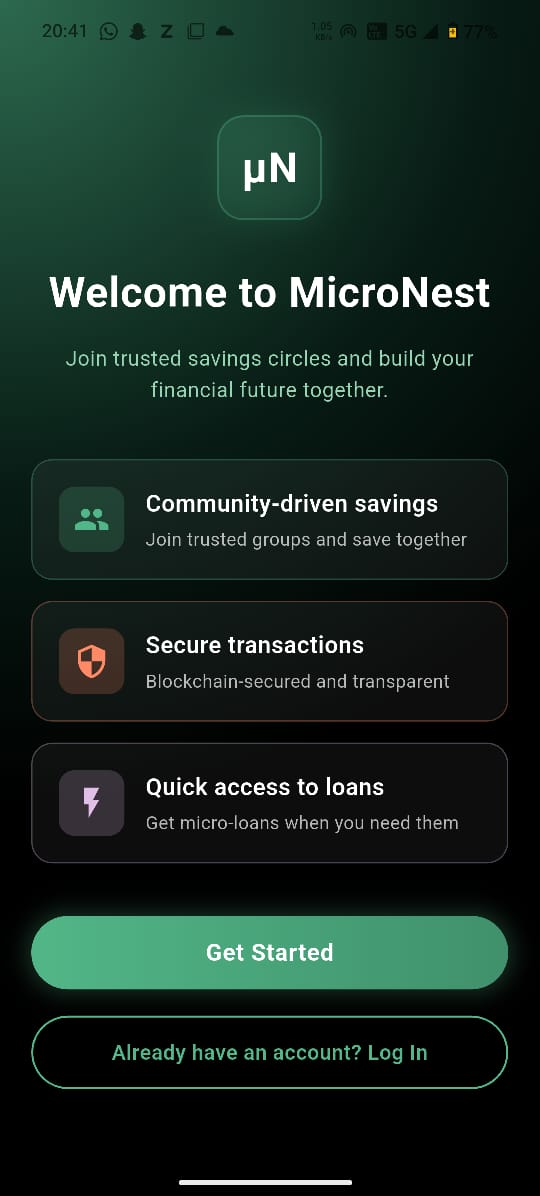 20:41 Z 1.05 KB/s 5G 77%
µN
Welcome to MicroNest
Join trusted savings circles and build your
financial future together.
Community-driven savings
Join trusted groups and save together
Secure transactions
Blockchain-secured and transparent
Quick access to loans
Get micro-loans when you need them
Get Started
Already have an account? Log In